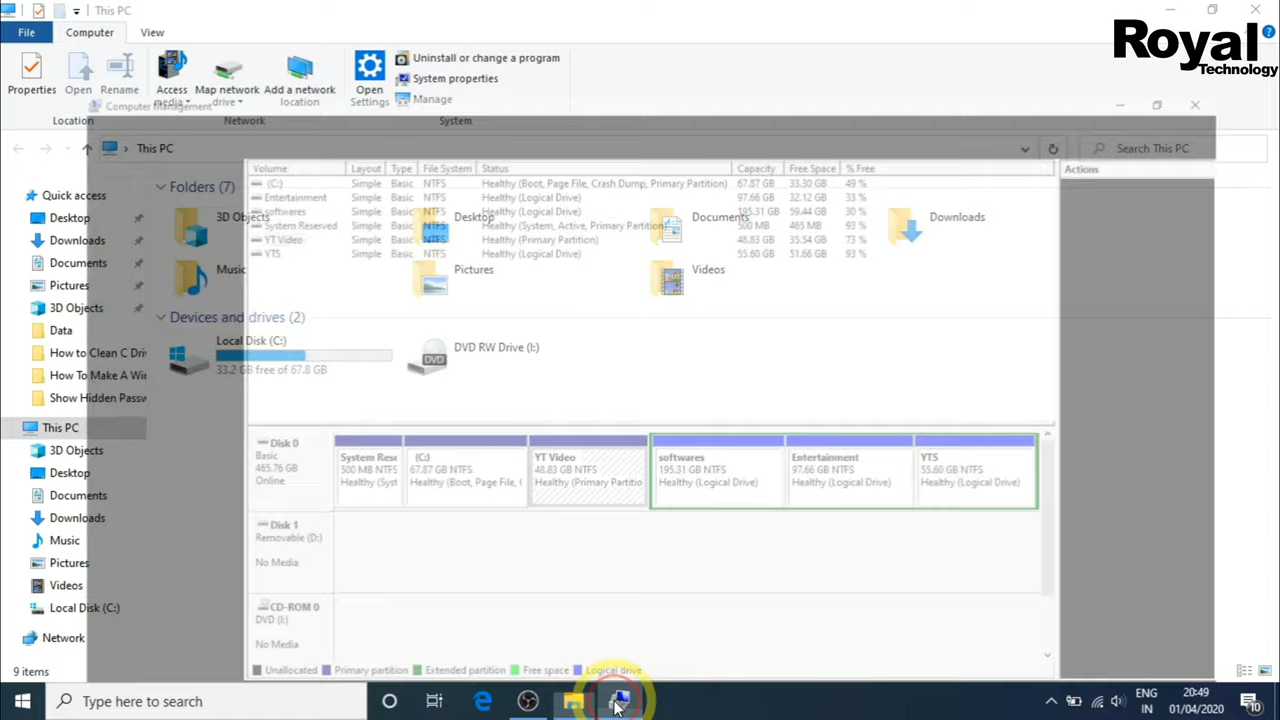 This PC
Royal
Technology
File
Computer
View
Properties
Open
Rename
Access
media
Map network
drive
Add a network
location
Open
Settings
Uninstall or change a program
System properties
Manage
Location
Network
System
Computer Management
This PC
Search This PC
Volume
Layout
Type
File System
Status
Capacity
Free Space
% Free
Actions
(C:) Simple Basic NTFS Healthy (Boot, Page File, Crash Dump, Primary Partition) 67.87 GB 33.30 GB 49 %
Entertainment Simple Basic NTFS Healthy (Logical Drive) 97.66 GB 32.12 GB 33 %
softwares Simple Basic NTFS Healthy (Logical Drive) 195.31 GB 59.44 GB 30 %
System Reserved Simple Basic NTFS Healthy (System, Active, Primary Partition) 500 MB 465 MB 93 %
YT Video Simple Basic NTFS Healthy (Primary Partition) 48.83 GB 35.54 GB 73 %
YTS Simple Basic NTFS Healthy (Logical Drive) 55.60 GB 51.66 GB 93 %
Quick access
Desktop
Downloads
Documents
Pictures
3D Objects
Data
How to Clean C Dri
How To Make A Win
Show Hidden Passw
This PC
3D Objects
Desktop
Documents
Downloads
Music
Pictures
Videos
Local Disk (C:)
Network
Folders (7)
3D Objects
Desktop
Documents
Downloads
Music
Pictures
Videos
Devices and drives (2)
Local Disk (C:)
33.2 GB free of 67.8 GB
DVD RW Drive (I:)
DVD
Disk 0
Basic
465.76 GB
Online
System Rese
500 MB NTFS
Healthy (Syst
(C:)
67.87 GB NTFS
Healthy (Boot, Page File, C
YT Video
48.83 GB NTFS
Healthy (Primary Partitio
softwares
195.31 GB NTFS
Healthy (Logical Drive)
Entertainment
97.66 GB NTFS
Healthy (Logical Drive)
YTS
55.60 GB NTFS
Healthy (Logical Drive)
Disk 1
Removable (D:)
No Media
CD-ROM 0
DVD (I:)
No Media
Unallocated
Primary partition
Extended partition
Free space
Logical drive
9 items
Type here to search
ENG
IN
20:49
01/04/2020
10